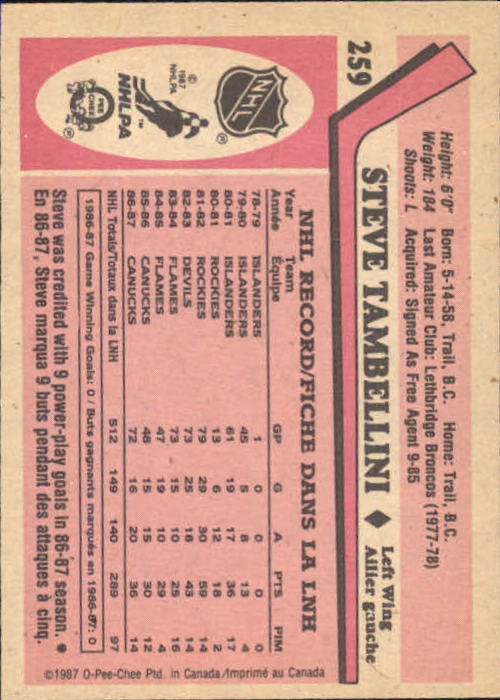 259
STEVE TAMBELLINI ♦ Left Wing
Ailier gauche
Height: 6'0" Born: 5-14-58, Trail, B.C. Home: Trail, B.C.
Weight: 184 Last Amateur Club: Lethbridge Broncos (1977-78)
Shoots: L Acquired: Signed As Free Agent 9-85
NHL
®
© 1987 NHLPA
NHLPA
™
O PEE CHEE
®
NHL RECORD/FICHE DANS LA LNH
Year Team GP G A PTS PIM
Année Équipe
78-79 ISLANDERS 1 0 0 0 0
79-80 ISLANDERS 45 5 8 13 4
80-81 ISLANDERS 61 19 17 36 17
80-81 ROCKIES 13 6 12 18 2
81-82 ROCKIES 79 29 30 59 14
82-83 DEVILS 73 25 18 43 14
83-84 FLAMES 73 15 10 25 16
84-85 FLAMES 47 19 10 29 4
85-86 CANUCKS 48 15 15 30 12
86-87 CANUCKS 72 16 20 36 14
NHL Totals/Totaux dans la LNH 512 149 140 289 97
1986-87 Game Winning Goals: 0 / Buts gagnants marqués en 1986-87: 0
Steve was credited with 9 power-play goals in 86-87 season. •
En 86-87, Steve marqua 9 buts pendant des attaques à cinq.
©1987 O-Pee-Chee Ptd. in Canada/Imprimé au Canada